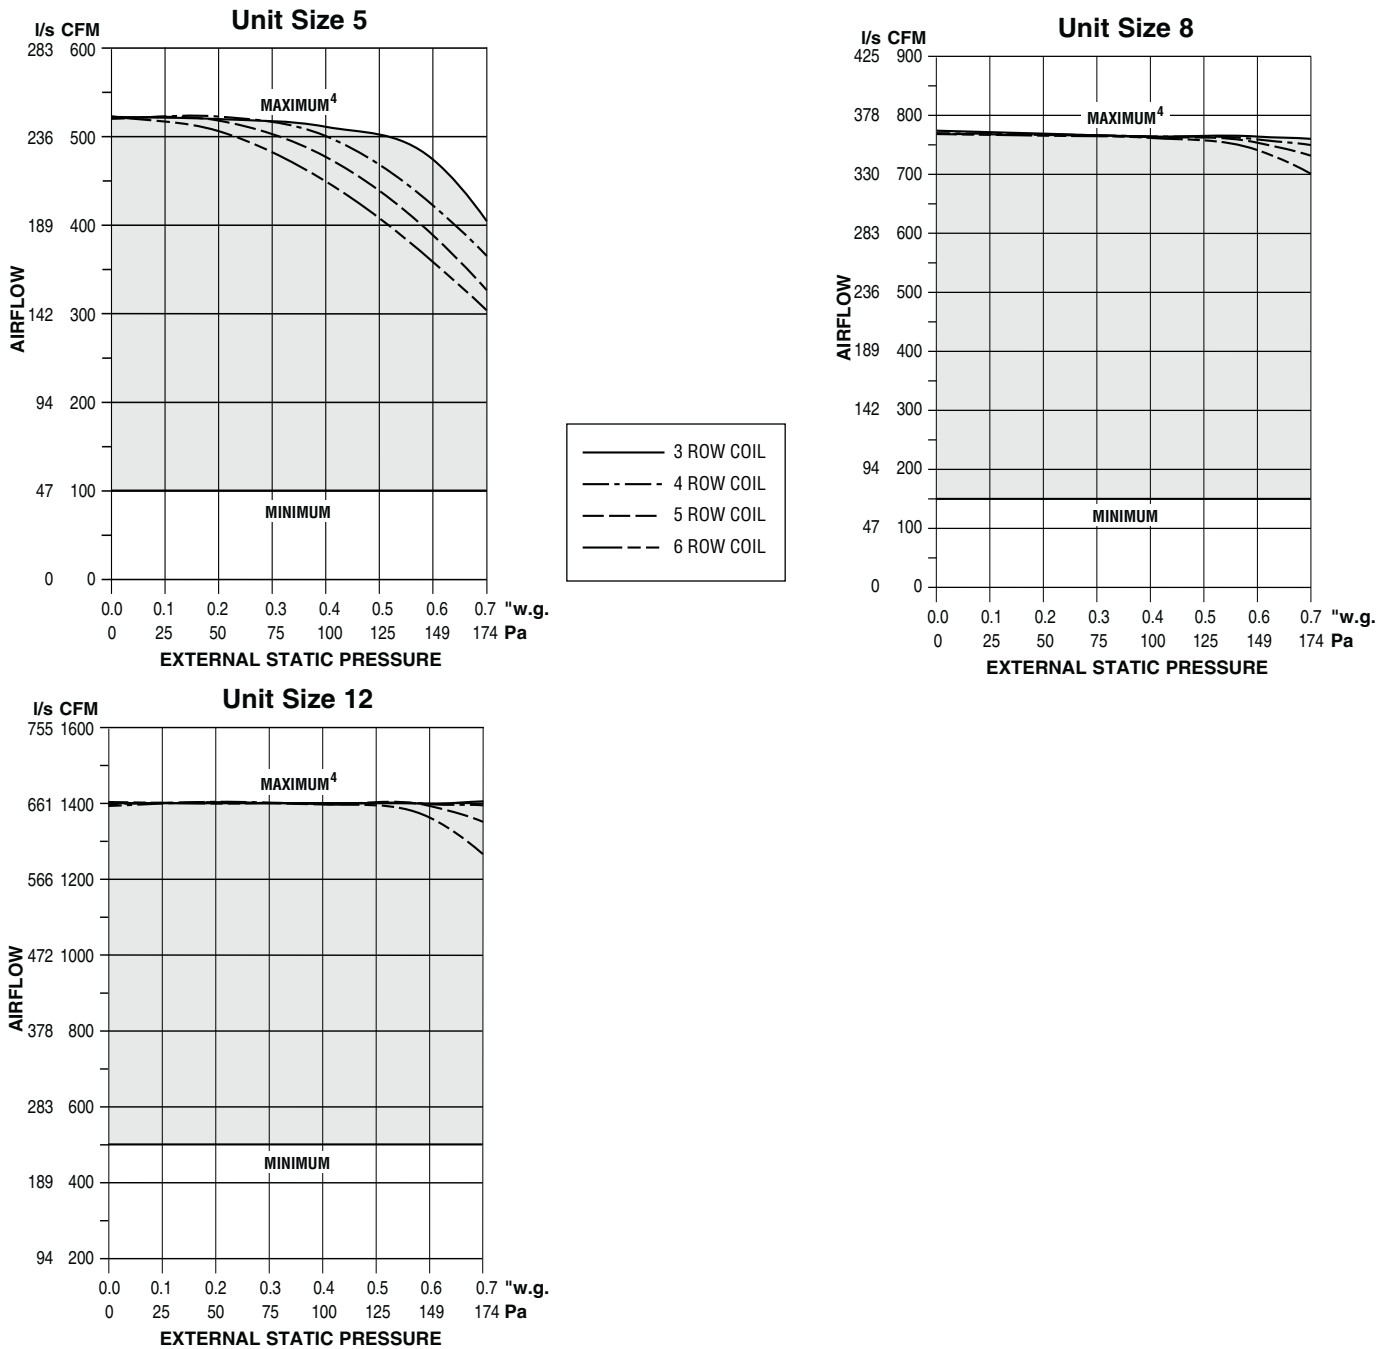 Unit Size 5
l/s CFM
283 600
236 500
189 400
142 300
94 200
47 100
0 0
AIRFLOW
MAXIMUM4
MINIMUM
0.0 0.1 0.2 0.3 0.4 0.5 0.6 0.7 "w.g.
0 25 50 75 100 125 149 174 Pa
EXTERNAL STATIC PRESSURE
3 ROW COIL
4 ROW COIL
5 ROW COIL
6 ROW COIL
Unit Size 8
l/s CFM
425 900
378 800
330 700
283 600
236 500
189 400
142 300
94 200
47 100
0 0
AIRFLOW
MAXIMUM4
MINIMUM
0.0 0.1 0.2 0.3 0.4 0.5 0.6 0.7 "w.g.
0 25 50 75 100 125 149 174 Pa
EXTERNAL STATIC PRESSURE
Unit Size 12
l/s CFM
755 1600
661 1400
566 1200
472 1000
378 800
283 600
189 400
94 200
AIRFLOW
MAXIMUM4
MINIMUM
0.0 0.1 0.2 0.3 0.4 0.5 0.6 0.7 "w.g.
0 25 50 75 100 125 149 174 Pa
EXTERNAL STATIC PRESSURE